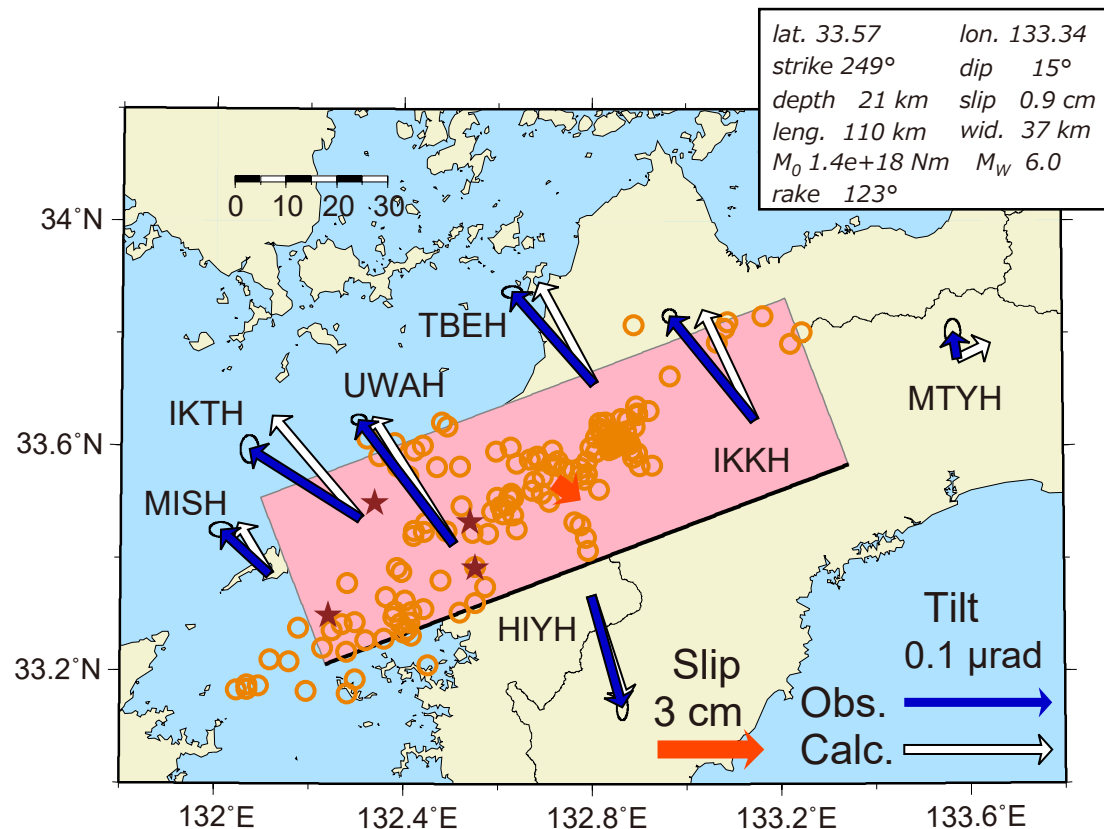 lat. 33.57 lon. 133.34
strike 249° dip 15°
depth 21 km slip 0.9 cm
leng. 110 km wid. 37 km
M0 1.4e+18 Nm MW 6.0
rake 123°
34°N
0 10 20 30
TBEH
UWAH
MTYH
IKTH
33.6°N
IKKH
MISH
HIYH
Tilt
Slip
0.1 μrad
33.2°N
3 cm
Obs.
Calc.
132°E 132.4°E 132.8°E 133.2°E 133.6°E